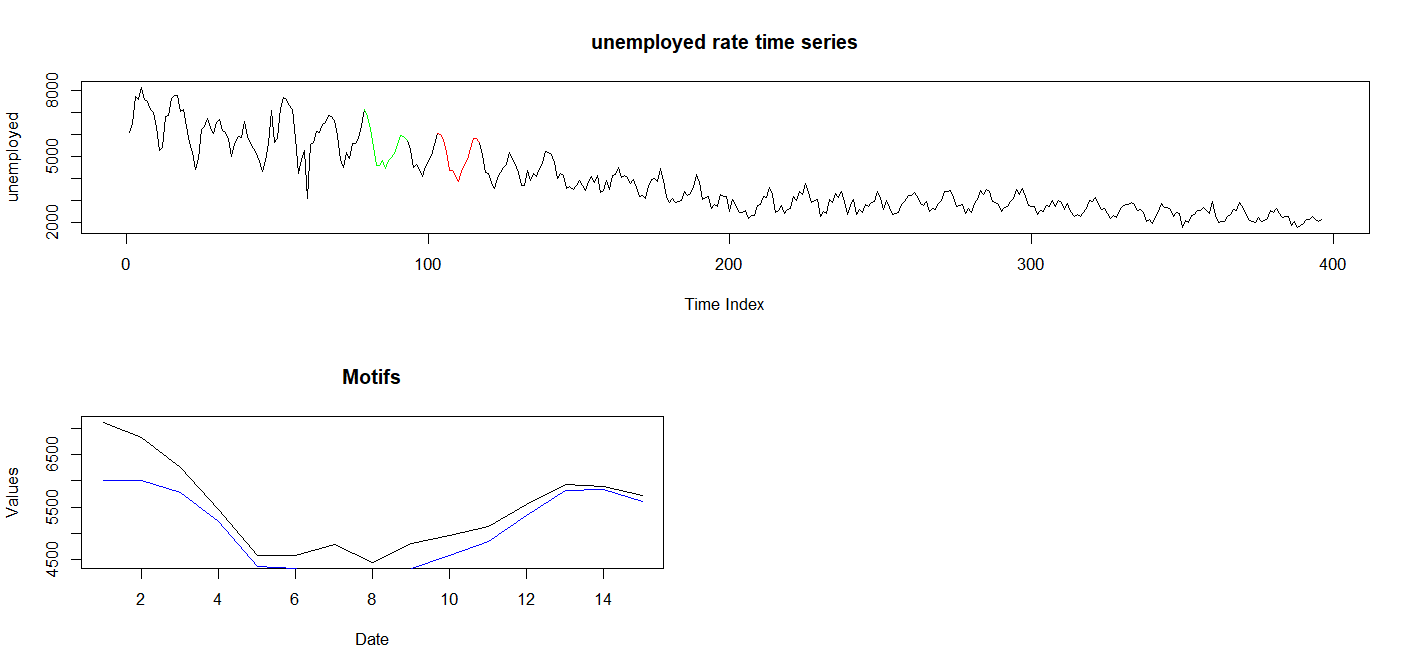 unemployed rate time series
unemployed
8000
5000
2000
0 100 200 300 400
Time Index
Motifs
Values
6500
5500
4500
2 4 6 8 10 12 14
Date